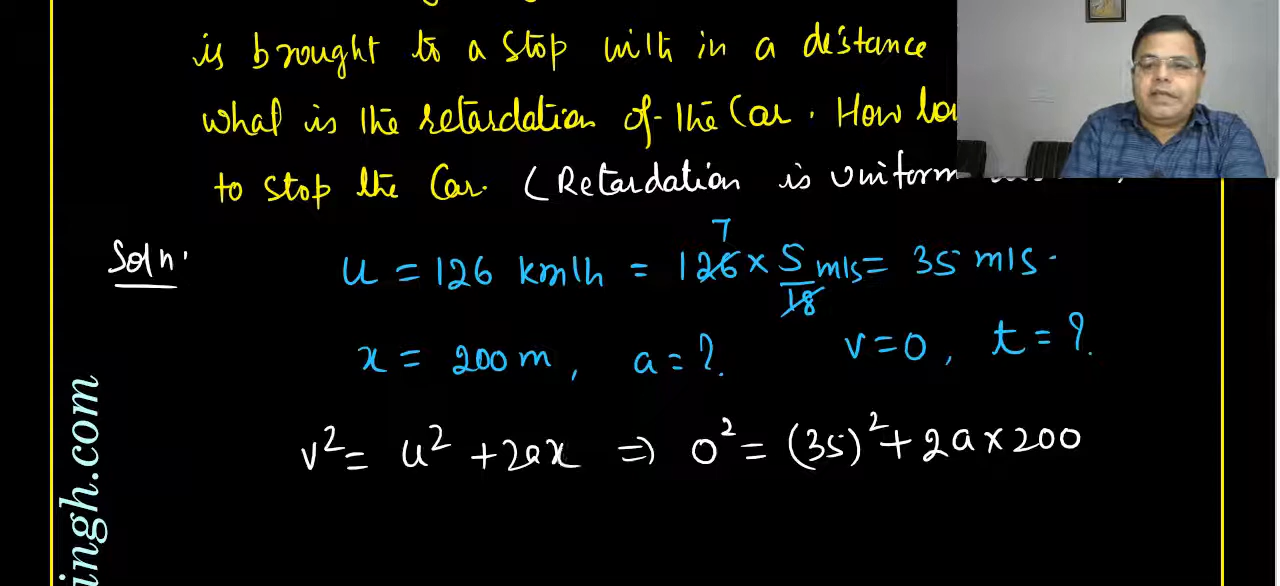 is brought to a stop with in a distance
what is the retardation of the Car. How
to stop the Car. (Retardation is uniform
Soln.
u = 126 km/h = 126 × 5/18 m/s = 35 m/s.
7
x = 200 m, a = ?. v = 0, t = ?.
v² = u² + 2ax ⇒ 0² = (35)² + 2a × 200
ingh.com